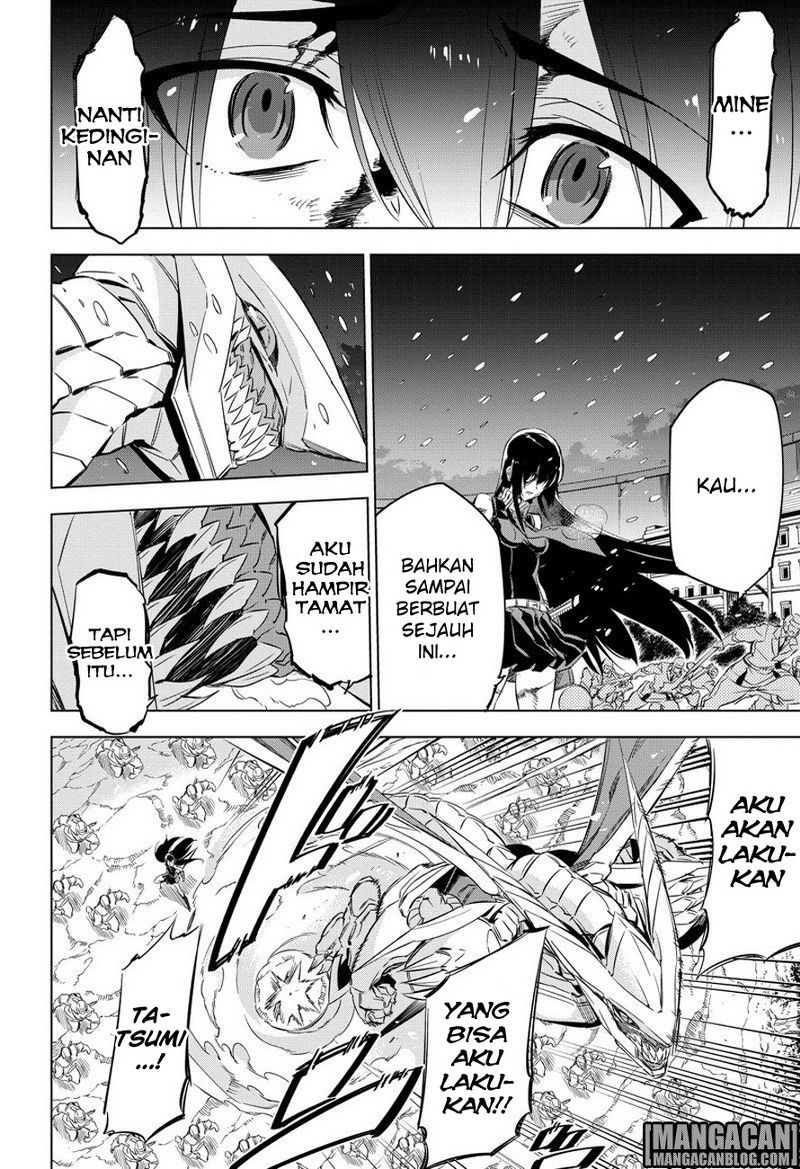 MINE
...
NANTI
KEDINGI-
NAN
KAU...
BAHKAN
SAMPAI
BERBUAT
SEJAUH
INI...
AKU
SUDAH
HAMPIR
TAMAT
...
TAPI
SEBELUM
ITU...
AKU
AKAN
LAKU-
KAN
YANG
BISA
AKU
LAKU-
KAN!!
TA-
TSUMI
...!
MANGACAN
MANGACANBLOG.COM